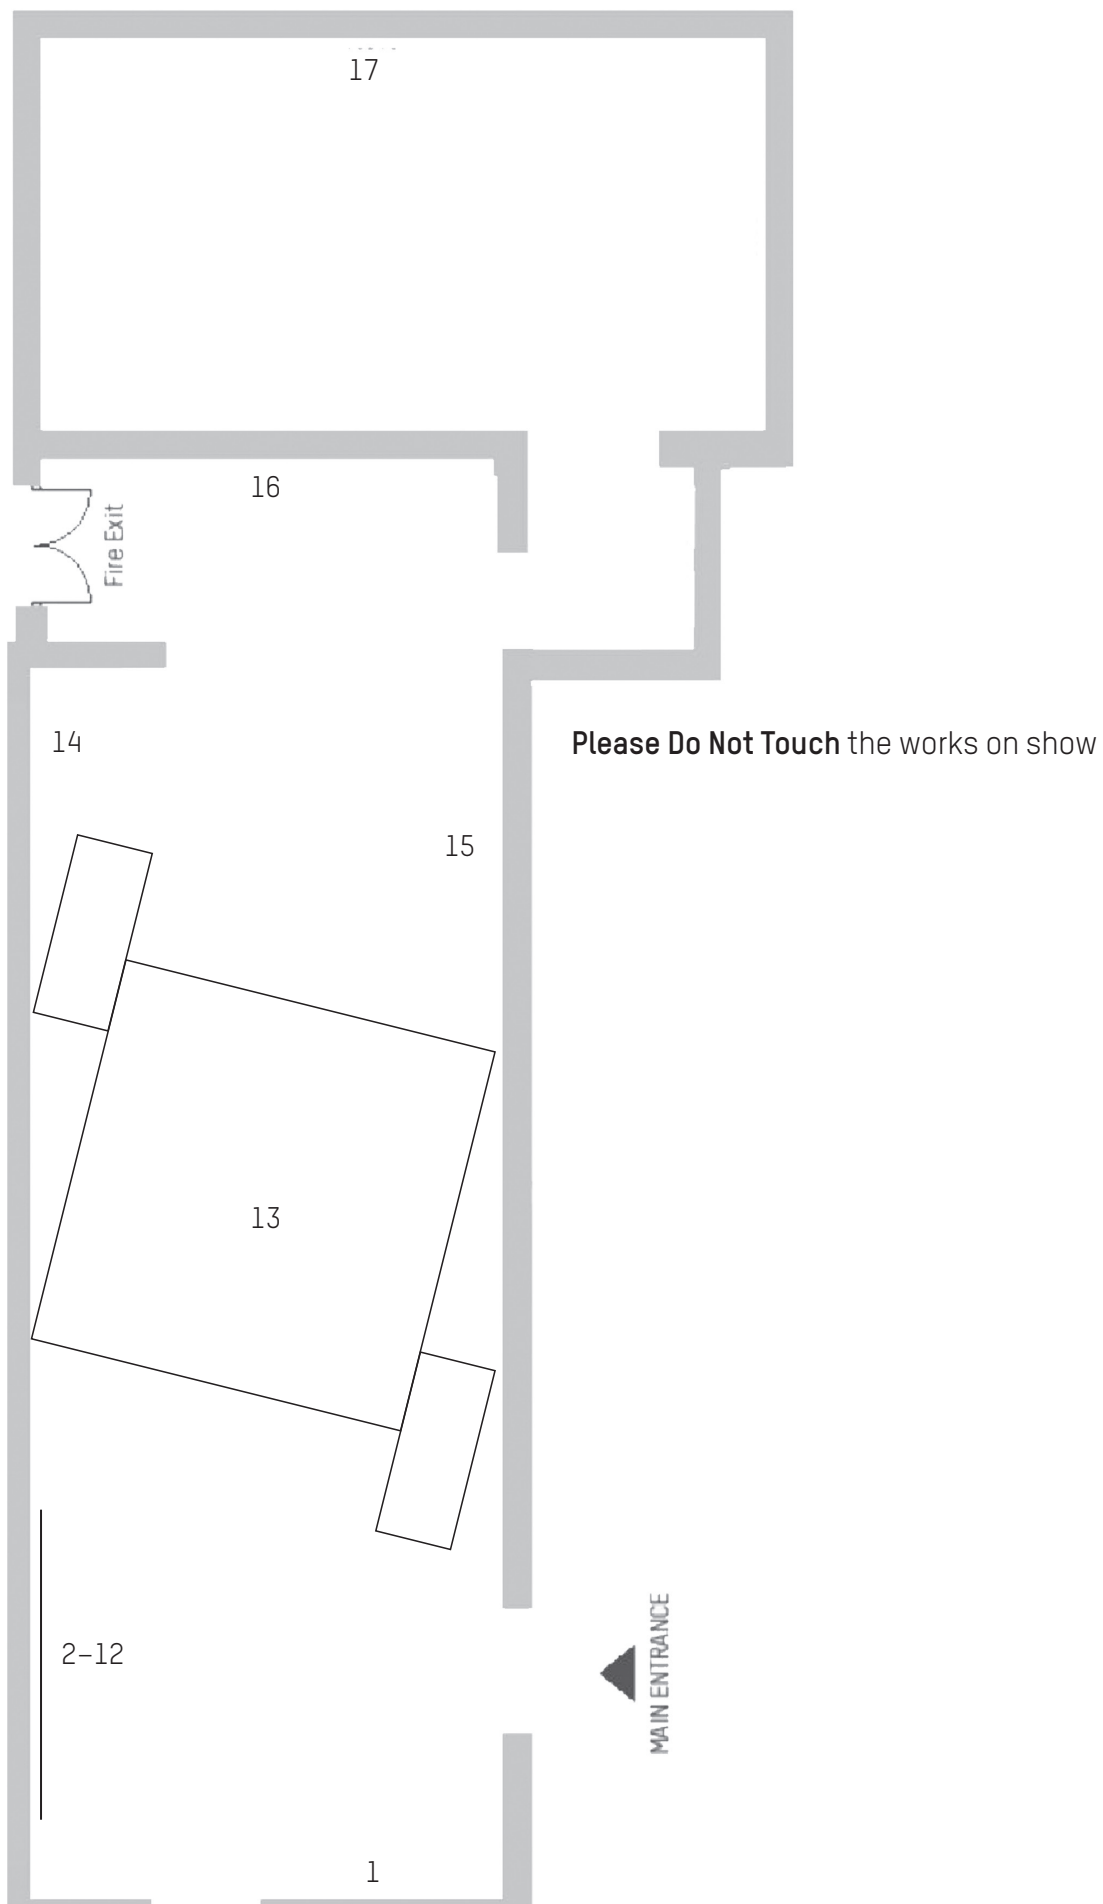 17
16
Fire Exit
14
Please Do Not Touch the works on show
15
13
2–12
MAIN ENTRANCE
1